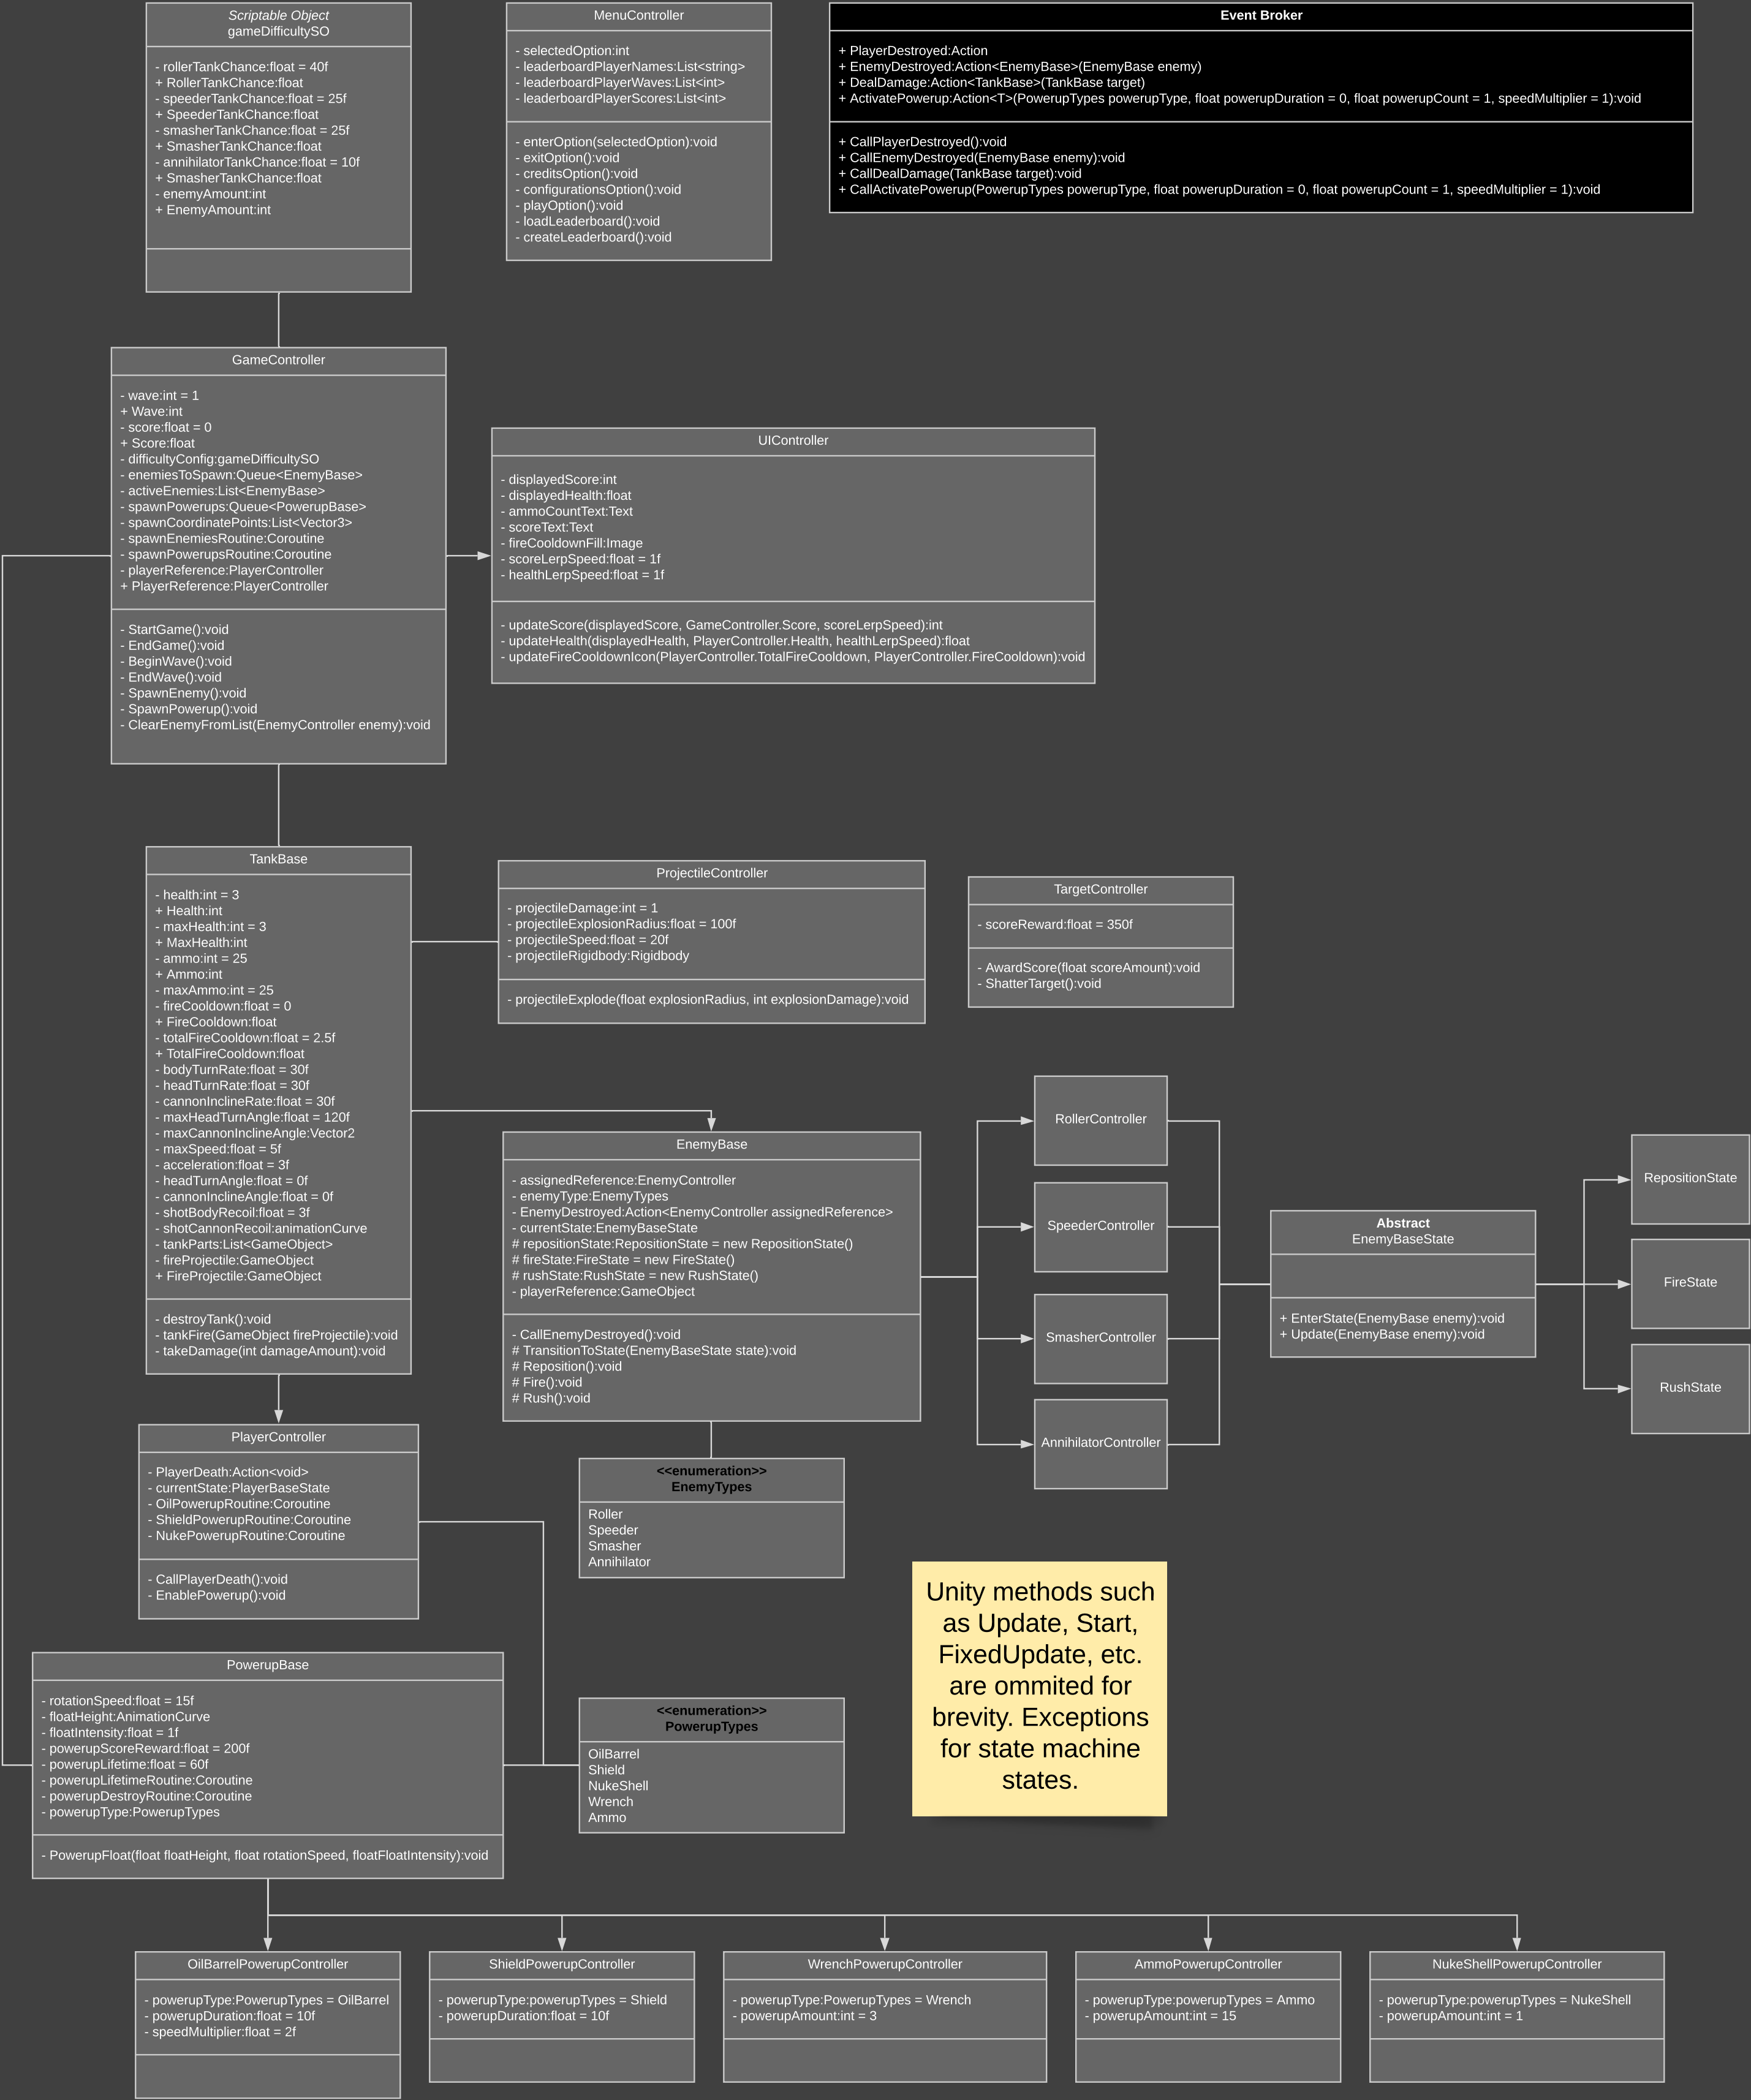 Scriptable Object
gameDifficultySO
- rollerTankChance:float = 40f
+ RollerTankChance:float
- speederTankChance:float = 25f
+ SpeederTankChance:float
- smasherTankChance:float = 25f
+ SmasherTankChance:float
- annihilatorTankChance:float = 10f
+ SmasherTankChance:float
- enemyAmount:int
+ EnemyAmount:int
MenuController
- selectedOption:int
- leaderboardPlayerNames:List<string>
- leaderboardPlayerWaves:List<int>
- leaderboardPlayerScores:List<int>
- enterOption(selectedOption):void
- exitOption():void
- creditsOption():void
- configurationsOption():void
- playOption():void
- loadLeaderboard():void
- createLeaderboard():void
Event Broker
+ PlayerDestroyed:Action
+ EnemyDestroyed:Action<EnemyBase>(EnemyBase enemy)
+ DealDamage:Action<TankBase>(TankBase target)
+ ActivatePowerup:Action<T>(PowerupTypes powerupType, float powerupDuration = 0, float powerupCount = 1, speedMultiplier = 1):void
+ CallPlayerDestroyed():void
+ CallEnemyDestroyed(EnemyBase enemy):void
+ CallDealDamage(TankBase target):void
+ CallActivatePowerup(PowerupTypes powerupType, float powerupDuration = 0, float powerupCount = 1, speedMultiplier = 1):void
GameController
- wave:int = 1
+ Wave:int
- score:float = 0
+ Score:float
- difficultyConfig:gameDifficultySO
- enemiesToSpawn:Queue<EnemyBase>
- activeEnemies:List<EnemyBase>
- spawnPowerups:Queue<PowerupBase>
- spawnCoordinatePoints:List<Vector3>
- spawnEnemiesRoutine:Coroutine
- spawnPowerupsRoutine:Coroutine
- playerReference:PlayerController
+ PlayerReference:PlayerController
- StartGame():void
- EndGame():void
- BeginWave():void
- EndWave():void
- SpawnEnemy():void
- SpawnPowerup():void
- ClearEnemyFromList(EnemyController enemy):void
UIController
- displayedScore:int
- displayedHealth:float
- ammoCountText:Text
- scoreText:Text
- fireCooldownFill:Image
- scoreLerpSpeed:float = 1f
- healthLerpSpeed:float = 1f
- updateScore(displayedScore, GameController.Score, scoreLerpSpeed):int
- updateHealth(displayedHealth, PlayerController.Health, healthLerpSpeed):float
- updateFireCooldownIcon(PlayerController.TotalFireCooldown, PlayerController.FireCooldown):void
TankBase
- health:int = 3
+ Health:int
- maxHealth:int = 3
+ MaxHealth:int
- ammo:int = 25
+ Ammo:int
- maxAmmo:int = 25
- fireCooldown:float = 0
+ FireCooldown:float
- totalFireCooldown:float = 2.5f
+ TotalFireCooldown:float
- bodyTurnRate:float = 30f
- headTurnRate:float = 30f
- cannonInclineRate:float = 30f
- maxHeadTurnAngle:float = 120f
- maxCannonInclineAngle:Vector2
- maxSpeed:float = 5f
- acceleration:float = 3f
- headTurnAngle:float = 0f
- cannonInclineAngle:float = 0f
- shotBodyRecoil:float = 3f
- shotCannonRecoil:animationCurve
- tankParts:List<GameObject>
- fireProjectile:GameObject
+ FireProjectile:GameObject
- destroyTank():void
- tankFire(GameObject fireProjectile):void
- takeDamage(int damageAmount):void
ProjectileController
- projectileDamage:int = 1
- projectileExplosionRadius:float = 100f
- projectileSpeed:float = 20f
- projectileRigidbody:Rigidbody
- projectileExplode(float explosionRadius, int explosionDamage):void
TargetController
- scoreReward:float = 350f
- AwardScore(float scoreAmount):void
- ShatterTarget():void
EnemyBase
- assignedReference:EnemyController
- enemyType:EnemyTypes
- EnemyDestroyed:Action<EnemyController assignedReference>
- currentState:EnemyBaseState
# repositionState:RepositionState = new RepositionState()
# fireState:FireState = new FireState()
# rushState:RushState = new RushState()
- playerReference:GameObject
- CallEnemyDestroyed():void
# TransitionToState(EnemyBaseState state):void
# Reposition():void
# Fire():void
# Rush():void
RollerController
SpeederController
SmasherController
AnnihilatorController
Abstract
EnemyBaseState
+ EnterState(EnemyBase enemy):void
+ Update(EnemyBase enemy):void
RepositionState
FireState
RushState
PlayerController
- PlayerDeath:Action<void>
- currentState:PlayerBaseState
- OilPowerupRoutine:Coroutine
- ShieldPowerupRoutine:Coroutine
- NukePowerupRoutine:Coroutine
- CallPlayerDeath():void
- EnablePowerup():void
<<enumeration>>
EnemyTypes
Roller
Speeder
Smasher
Annihilator
Unity methods such
as Update, Start,
FixedUpdate, etc.
are ommited for
brevity. Exceptions
for state machine
states.
PowerupBase
- rotationSpeed:float = 15f
- floatHeight:AnimationCurve
- floatIntensity:float = 1f
- powerupScoreReward:float = 200f
- powerupLifetime:float = 60f
- powerupLifetimeRoutine:Coroutine
- powerupDestroyRoutine:Coroutine
- powerupType:PowerupTypes
- PowerupFloat(float floatHeight, float rotationSpeed, floatFloatIntensity):void
<<enumeration>>
PowerupTypes
OilBarrel
Shield
NukeShell
Wrench
Ammo
OilBarrelPowerupController
- powerupType:PowerupTypes = OilBarrel
- powerupDuration:float = 10f
- speedMultiplier:float = 2f
ShieldPowerupController
- powerupType:powerupTypes = Shield
- powerupDuration:float = 10f
WrenchPowerupController
- powerupType:PowerupTypes = Wrench
- powerupAmount:int = 3
AmmoPowerupController
- powerupType:powerupTypes = Ammo
- powerupAmount:int = 15
NukeShellPowerupController
- powerupType:powerupTypes = NukeShell
- powerupAmount:int = 1